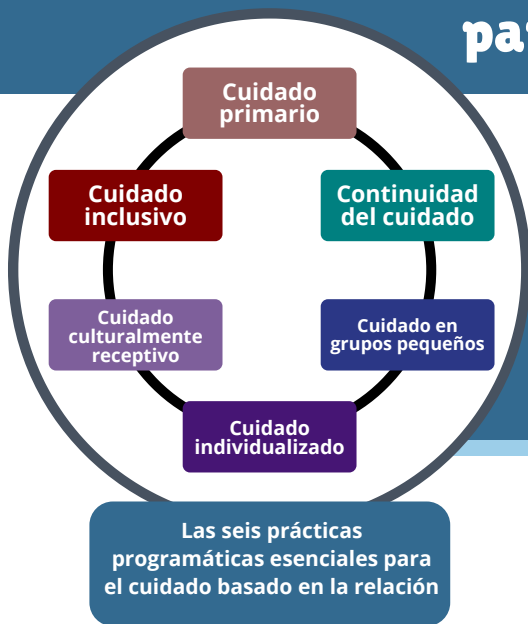 Cuidado
primario
Cuidado
inclusivo
Continuidad
del cuidado
Cuidado
culturalmente
receptivo
Cuidado en
grupos pequeños
Cuidado
individualizado
Las seis prácticas
programáticas esenciales para
el cuidado basado en la relación